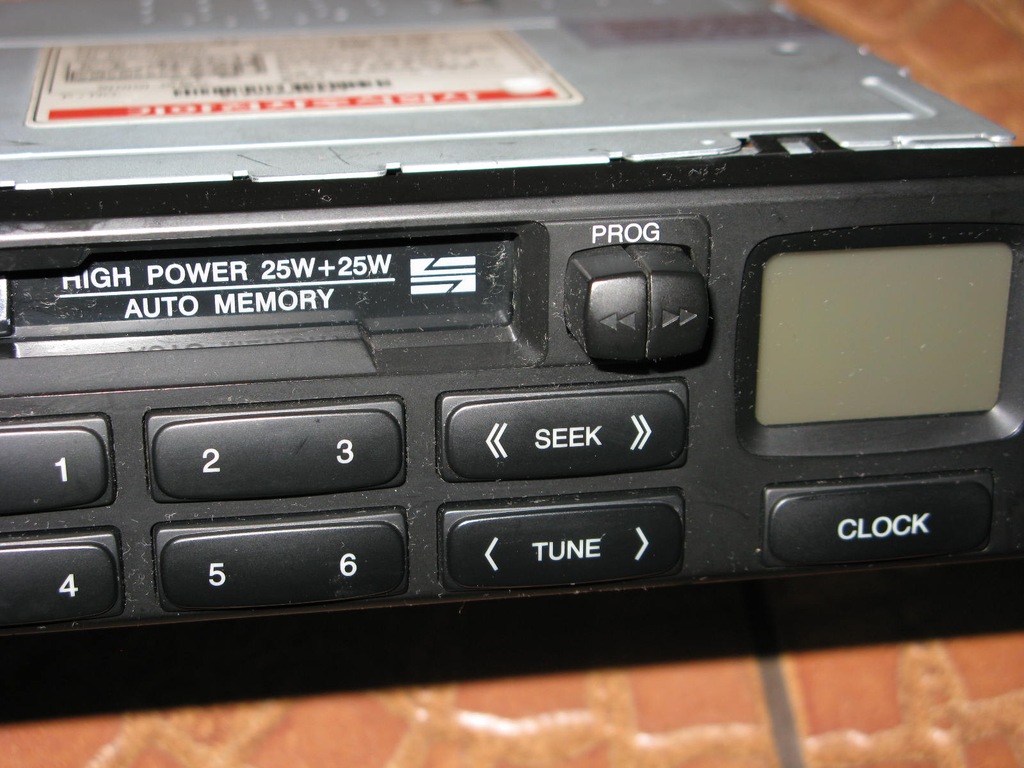 PROG
HIGH POWER 25W+25W
AUTO MEMORY
<< >>
1
2 3
《 SEEK 》
4
5 6
< TUNE >
CLOCK